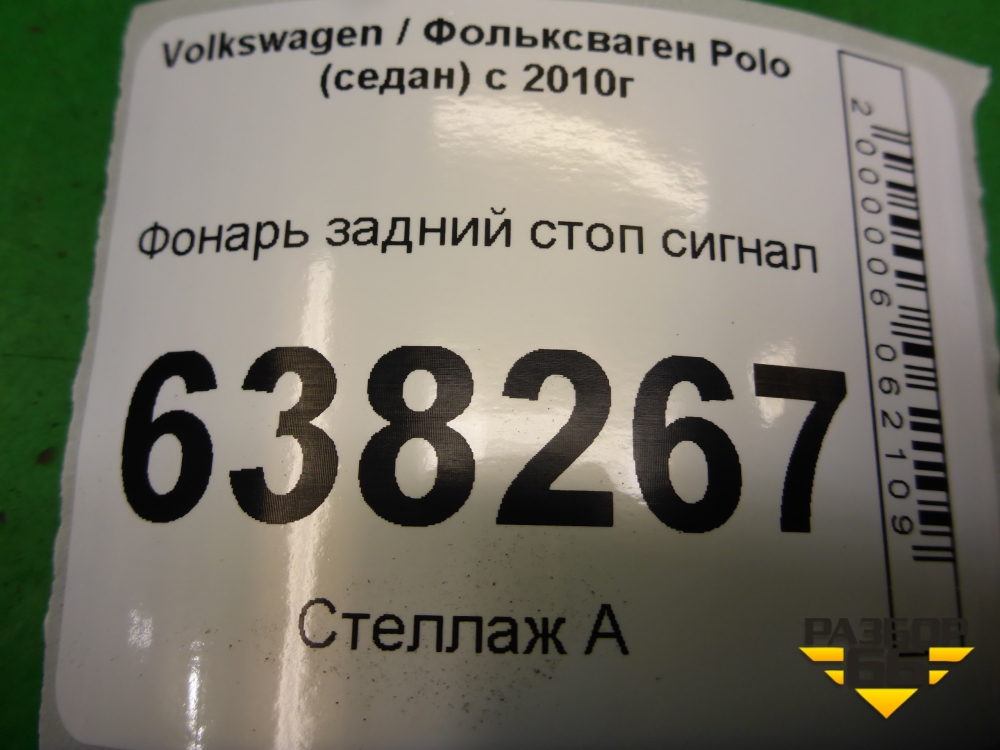 Volkswagen / Фольксваген Polo
(седан) с 2010г
Фонарь задний стоп сигнал
638267
Стеллаж А
2000006062109
РАЗБОР
66